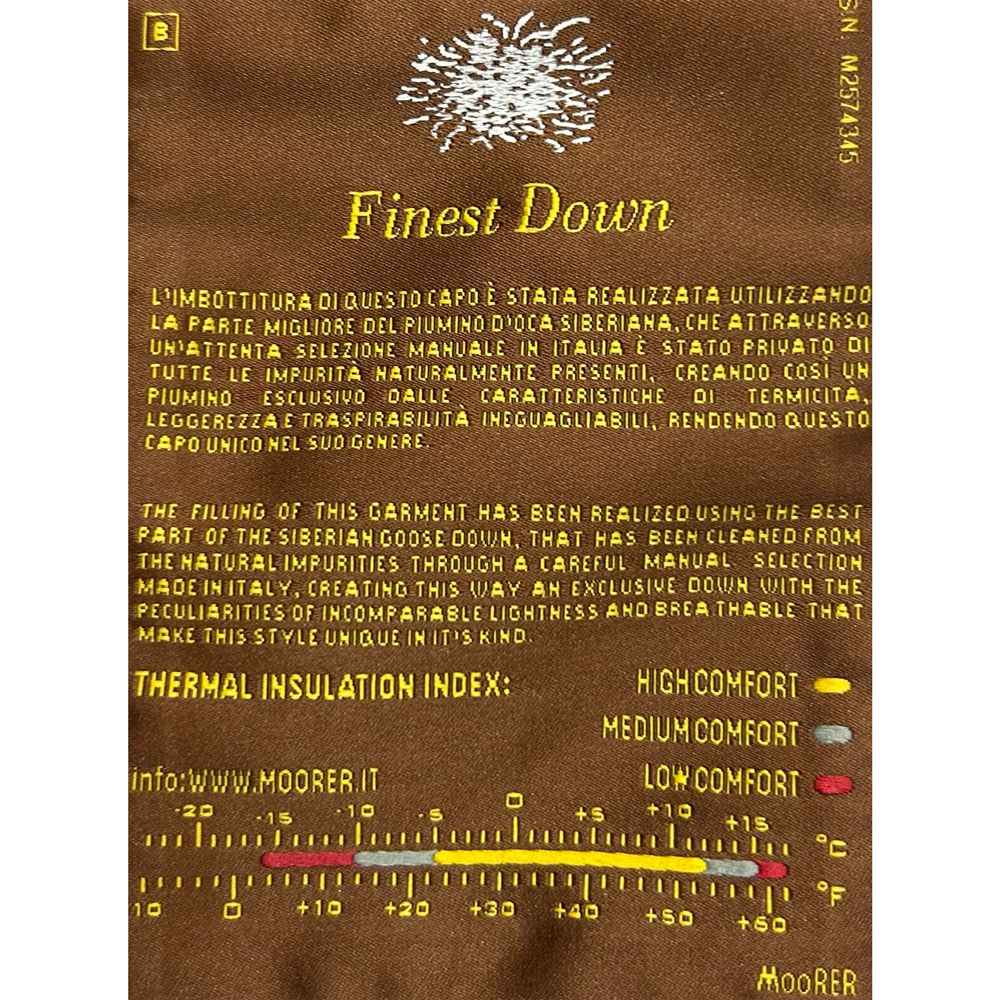 B
S.N. M2574345
Finest Down
L'IMBOTTITURA DI QUESTO CAPO È STATA REALIZZATA UTILIZZANDO
LA PARTE MIGLIORE DEL PIUMINO D'OCA SIBERIANA, CHE ATTRAVERSO
UN'ATTENTA SELEZIONE MANUALE IN ITALIA È STATO PRIVATO DI
TUTTE LE IMPURITÀ NATURALMENTE PRESENTI, CREANDO COSÌ UN
PIUMINO ESCLUSIVO DALLE CARATTERISTICHE DI TERMICITÀ,
LEGGEREZZA E TRASPIRABILITÀ INEGUAGLIABILI, RENDENDO QUESTO
CAPO UNICO NEL SUO GENERE.
THE FILLING OF THIS GARMENT HAS BEEN REALIZED USING THE BEST
PART OF THE SIBERIAN GOOSE DOWN, THAT HAS BEEN CLEANED FROM
THE NATURAL IMPURITIES THROUGH A CAREFUL MANUAL SELECTION
MADE IN ITALY, CREATING THIS WAY AN EXCLUSIVE DOWN WITH THE
PECULIARITIES OF INCOMPARABLE LIGHTNESS AND BREATHABLE THAT
MAKE THIS STYLE UNIQUE IN IT'S KIND.
THERMAL INSULATION INDEX: HIGH COMFORT
MEDIUM COMFORT
info:WWW.MOORER.IT LOW COMFORT
-20 -15 -10 -5 0 +5 +10 +15 °C
10 0 +10 +20 +30 +40 +50 +60 °F
MOORER